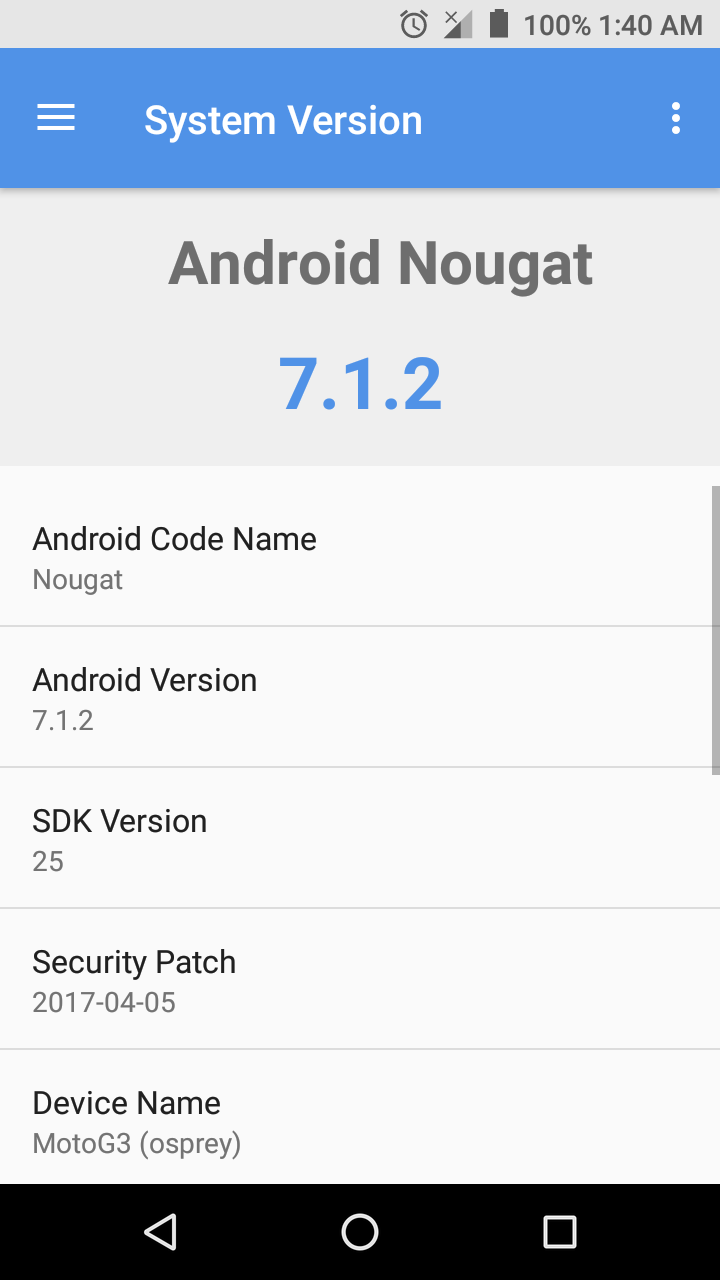 100% 1:40 AM
System Version
Android Nougat
7.1.2
Android Code Name
Nougat
Android Version
7.1.2
SDK Version
25
Security Patch
2017-04-05
Device Name
MotoG3 (osprey)